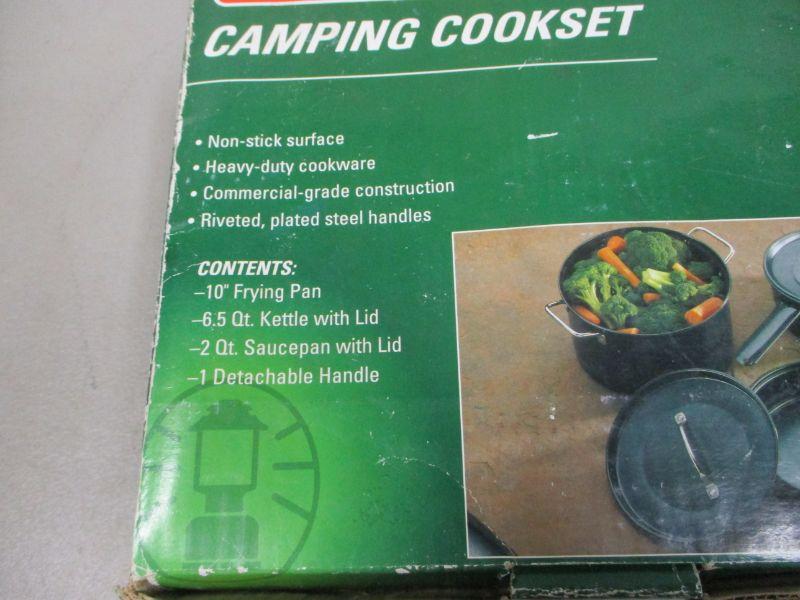 CAMPING COOKSET
• Non-stick surface
• Heavy-duty cookware
• Commercial-grade construction
• Riveted, plated steel handles
CONTENTS:
–10" Frying Pan
–6.5 Qt. Kettle with Lid
–2 Qt. Saucepan with Lid
–1 Detachable Handle